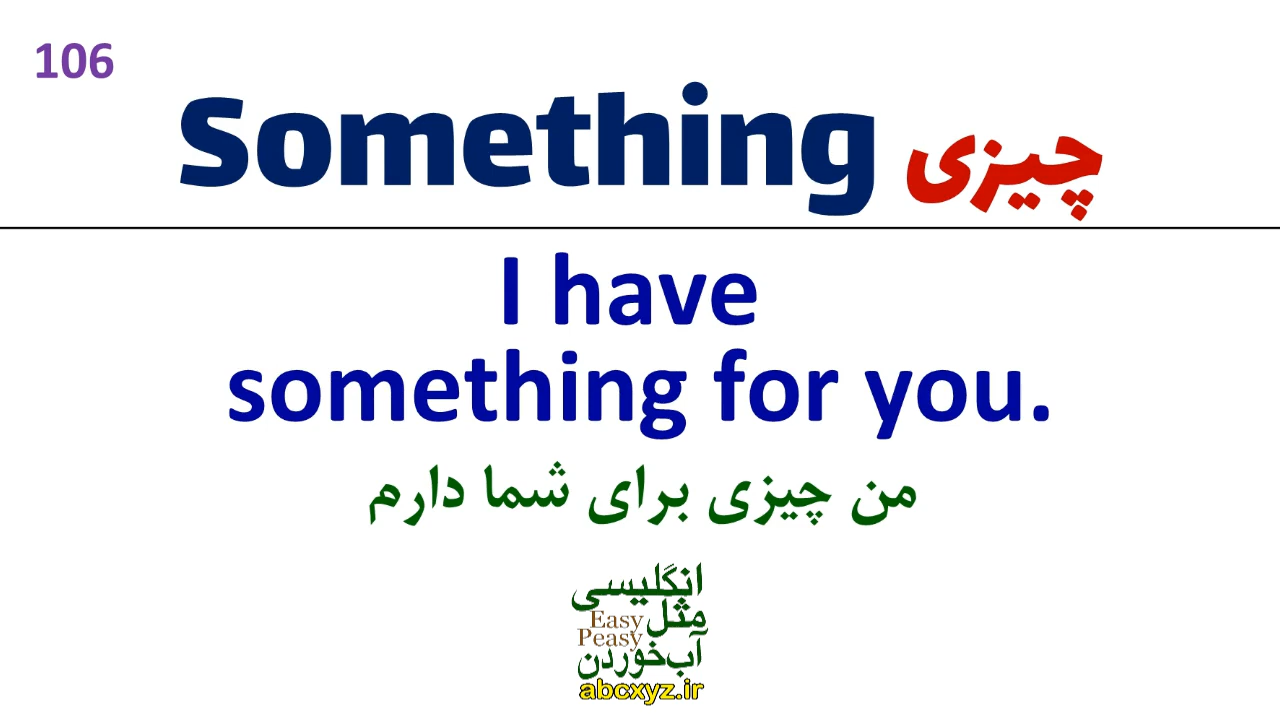 106
Something چیزی
I have
something for you.
من چیزی برای شما دارم
انگلیسی
مثل
Easy
Peasy
آب‌خوردن
abcxyz.ir